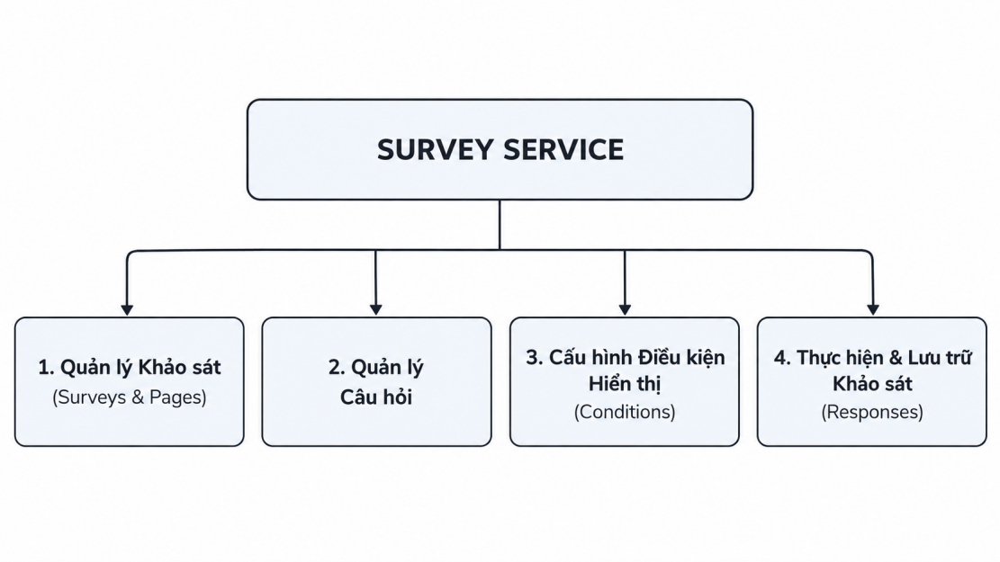 SURVEY SERVICE
1. Quản lý Khảo sát
(Surveys & Pages)
2. Quản lý
Câu hỏi
3. Cấu hình Điều kiện
Hiển thị
(Conditions)
4. Thực hiện & Lưu trữ
Khảo sát
(Responses)